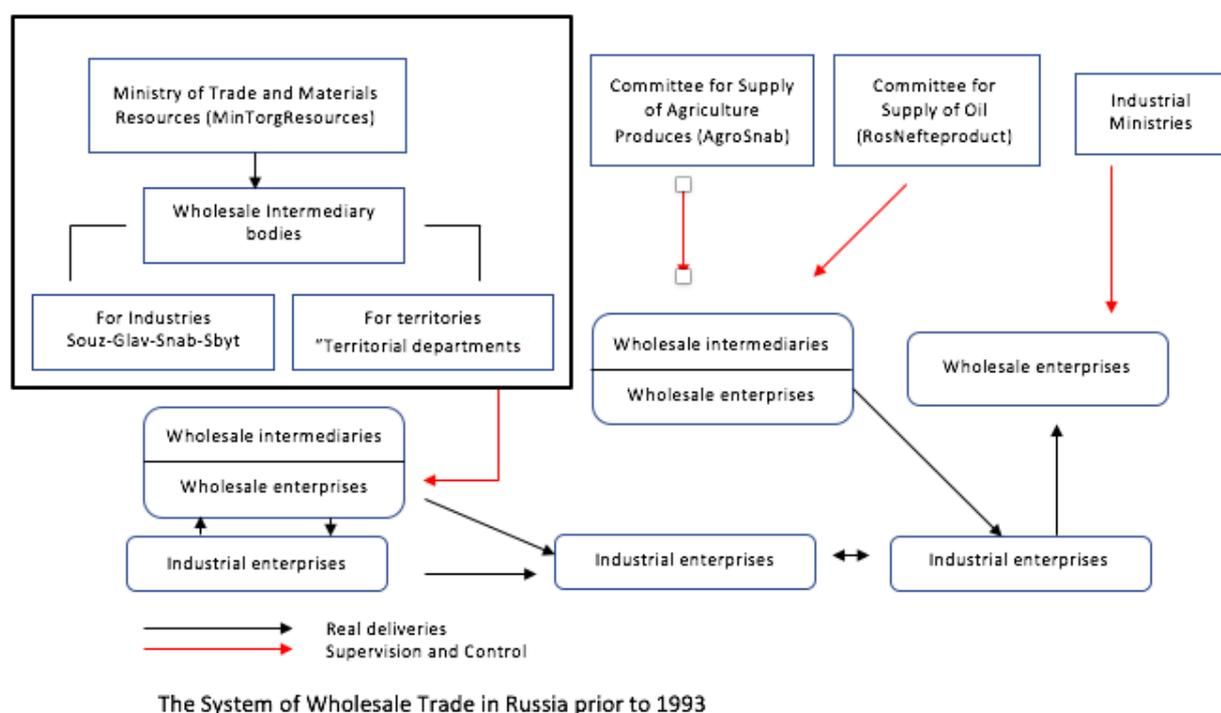 Ministry of Trade and Materials
Resources (MinTorgResources)
Wholesale Intermediary
bodies
For Industries
Souz-Glav-Snab-Sbyt
For territories
"Territorial departments
Committee for Supply
of Agriculture
Produces (AgroSnab)
Committee for
Supply of Oil
(RosNefteproduct)
Industrial
Ministries
Wholesale intermediaries
Wholesale enterprises
Wholesale enterprises
Wholesale intermediaries
Wholesale enterprises
Industrial enterprises
Industrial enterprises
Industrial enterprises
Real deliveries
Supervision and Control
The System of Wholesale Trade in Russia prior to 1993